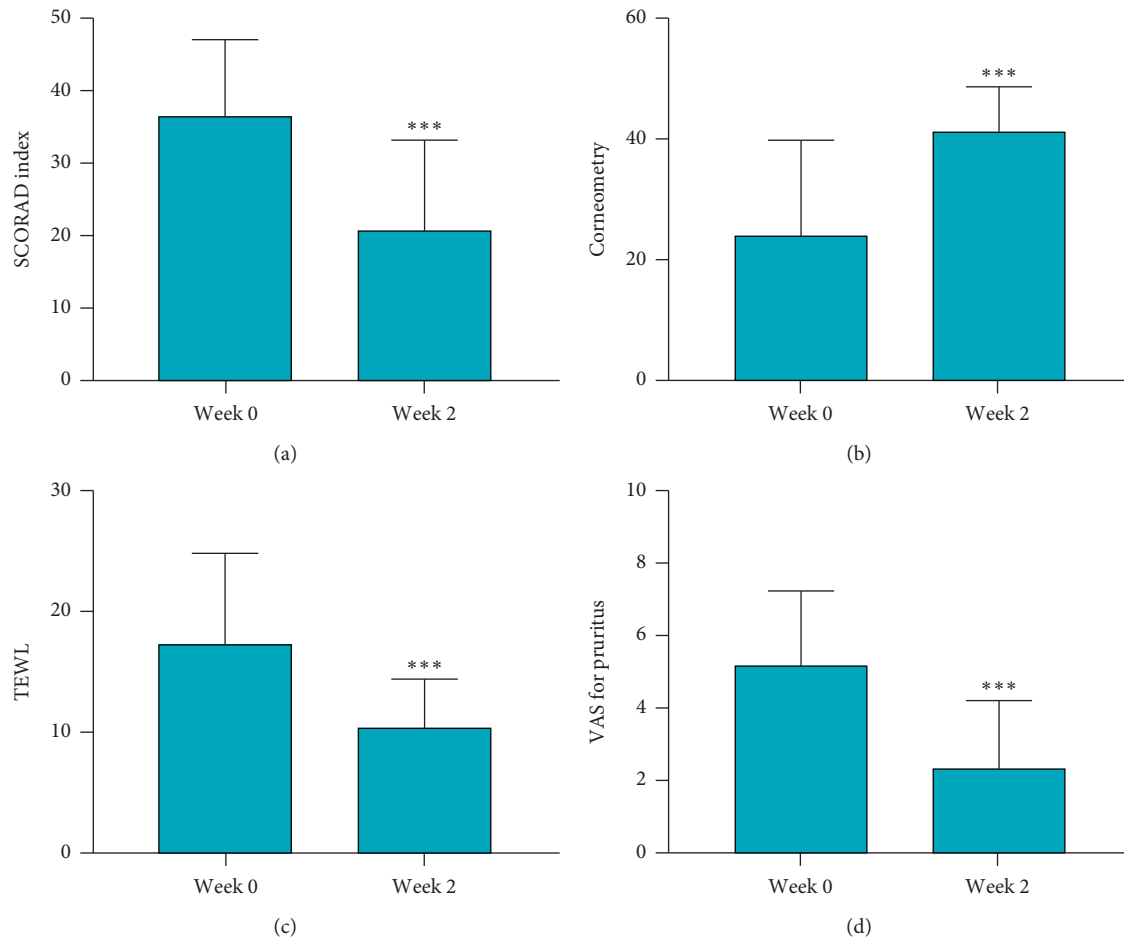 50
40
30
20
10
0
SCORAD index
***
Week 0
Week 2
(a)
60
40
20
0
Corneometry
***
Week 0
Week 2
(b)
30
20
10
0
TEWL
***
Week 0
Week 2
(c)
10
8
6
4
2
0
VAS for pruritus
***
Week 0
Week 2
(d)